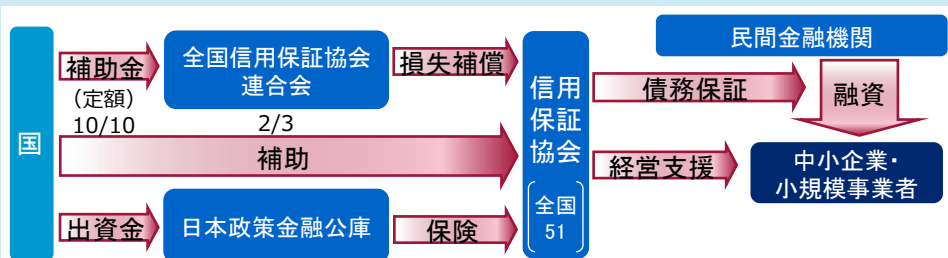 国
補助金
(定額)
10/10
全国信用保証協会
連合会
損失補償
2/3
補助
出資金
日本政策金融公庫
保険
信用
保証
協会
全国
51
民間金融機関
債務保証
融資
経営支援
中小企業・
小規模事業者